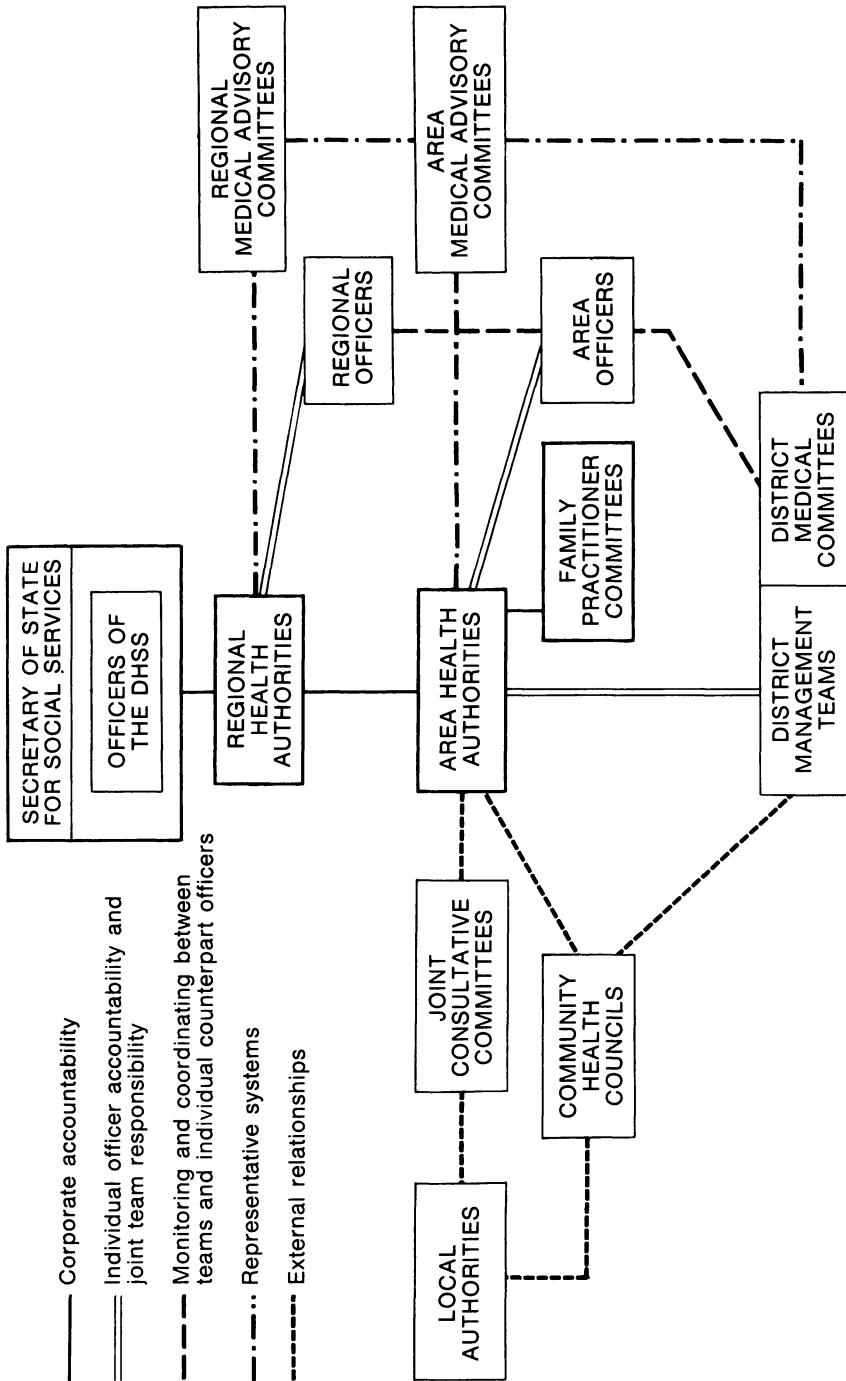 Corporate accountability
Individual officer accountability and
joint team responsibility
Monitoring and coordinating between
teams and individual counterpart officers
Representative systems
External relationships
SECRETARY OF STATE
FOR SOCIAL SERVICES
OFFICERS OF
THE DHSS
REGIONAL
HEALTH
AUTHORITIES
REGIONAL
MEDICAL ADVISORY
COMMITTEES
REGIONAL
OFFICERS
LOCAL
AUTHORITIES
JOINT
CONSULTATIVE
COMMITTEES
AREA HEALTH
AUTHORITIES
AREA
MEDICAL ADVISORY
COMMITTEES
COMMUNITY
HEALTH
COUNCILS
FAMILY
PRACTITIONER
COMMITTEES
AREA
OFFICERS
DISTRICT
MANAGEMENT
TEAMS
DISTRICT
MEDICAL
COMMITTEES